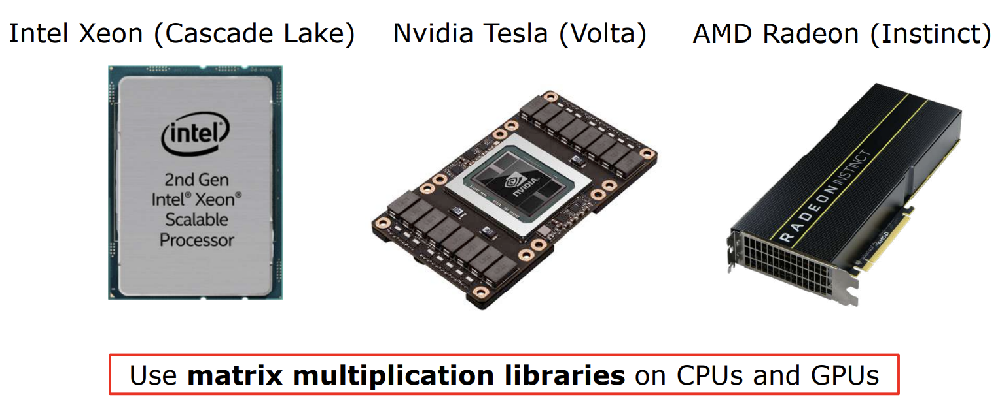 Intel Xeon (Cascade Lake)
Nvidia Tesla (Volta)
AMD Radeon (Instinct)
intel®
2nd Gen
Intel® Xeon®
Scalable
Processor
NVIDIA.
RADEON INSTINCT
AMD
Use matrix multiplication libraries on CPUs and GPUs